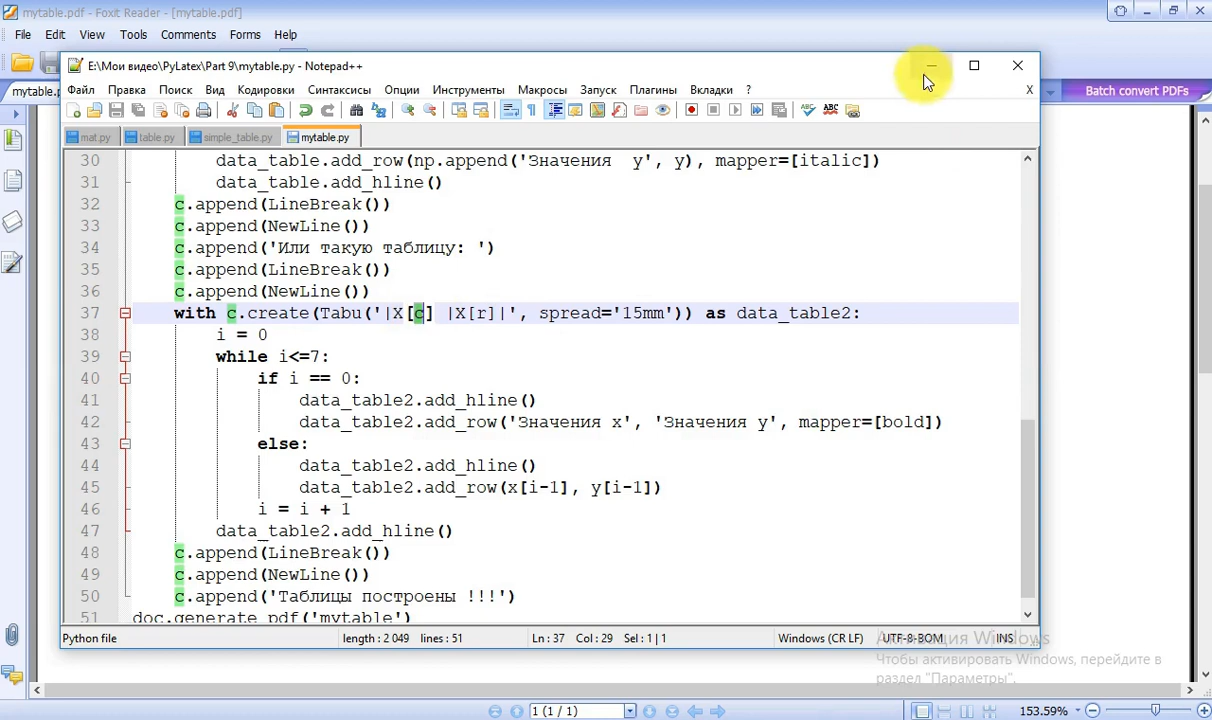 mytable.pdf - Foxit Reader - [mytable.pdf]
File Edit View Tools Comments Forms Help
E:\Мои видео\PyLatex\Part 9\mytable.py - Notepad++
mytable.p
Batch convert PDFs
Файл Правка Поиск Вид Кодировки Синтаксисы Опции Инструменты Макросы Запуск Плагины Вкладки ? X
mat.py table.py simple_table.py mytable.py
30 data_table.add_row(np.append('Значения  y', y), mapper=[italic])
31 data_table.add_hline()
32 c.append(LineBreak())
33 c.append(NewLine())
34 c.append('Или такую таблицу: ')
35 c.append(LineBreak())
36 c.append(NewLine())
37 with c.create(Tabu('|X[c] |X[r]|', spread='15mm')) as data_table2:
38 i = 0
39 while i<=7:
40 if i == 0:
41 data_table2.add_hline()
42 data_table2.add_row('Значения x', 'Значения y', mapper=[bold])
43 else:
44 data_table2.add_hline()
45 data_table2.add_row(x[i-1], y[i-1])
46 i = i + 1
47 data_table2.add_hline()
48 c.append(LineBreak())
49 c.append(NewLine())
50 c.append('Таблицы построены !!!')
51 doc.generate_pdf('mytable')
Python file length : 2 049 lines : 51 Ln : 37 Col : 29 Sel : 1 | 1 Windows (CR LF) UTF-8-BOM INS
Активация Windows
Чтобы активировать Windows, перейдите в
раздел "Параметры".
1 (1 / 1) 153.59%